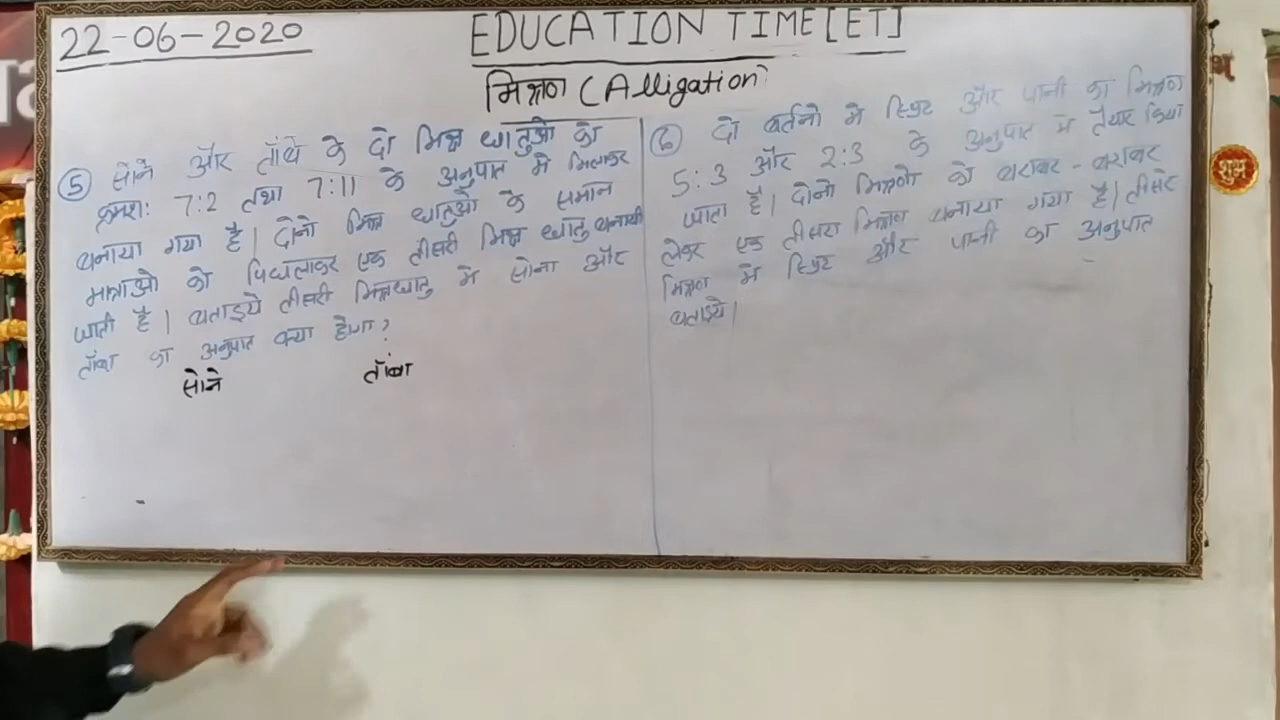 22-06-2020
EDUCATION TIME [ET]
मिश्रण (Alligation)
⑤ सोने और ताँबे के दो मिश्र धातुओ को
क्रमश: 7:2 तथा 7:11 के अनुपात मे मिलाकर
बनाया गया है। दोनो मिश्र धातुओ के समान
मात्राओ को पिघलाकर एक तीसरी मिश्र धातु बनायी
जाती है। बताइये तीसरी मिश्रधातु मे सोना और
ताँबा का अनुपात क्या होगा?
सोने ताँबा
⑥ दो बर्तनो मे स्प्रिट और पानी का मिश्रण
5:3 और 2:3 के अनुपात मे तैयार किया
जाता है। दोनो मिश्रणो को बराबर-बराबर
लेकर एक तीसरा मिश्रण बनाया गया है। तीसरे
मिश्रण मे स्प्रिट और पानी का अनुपात
बताइये।
शुभ